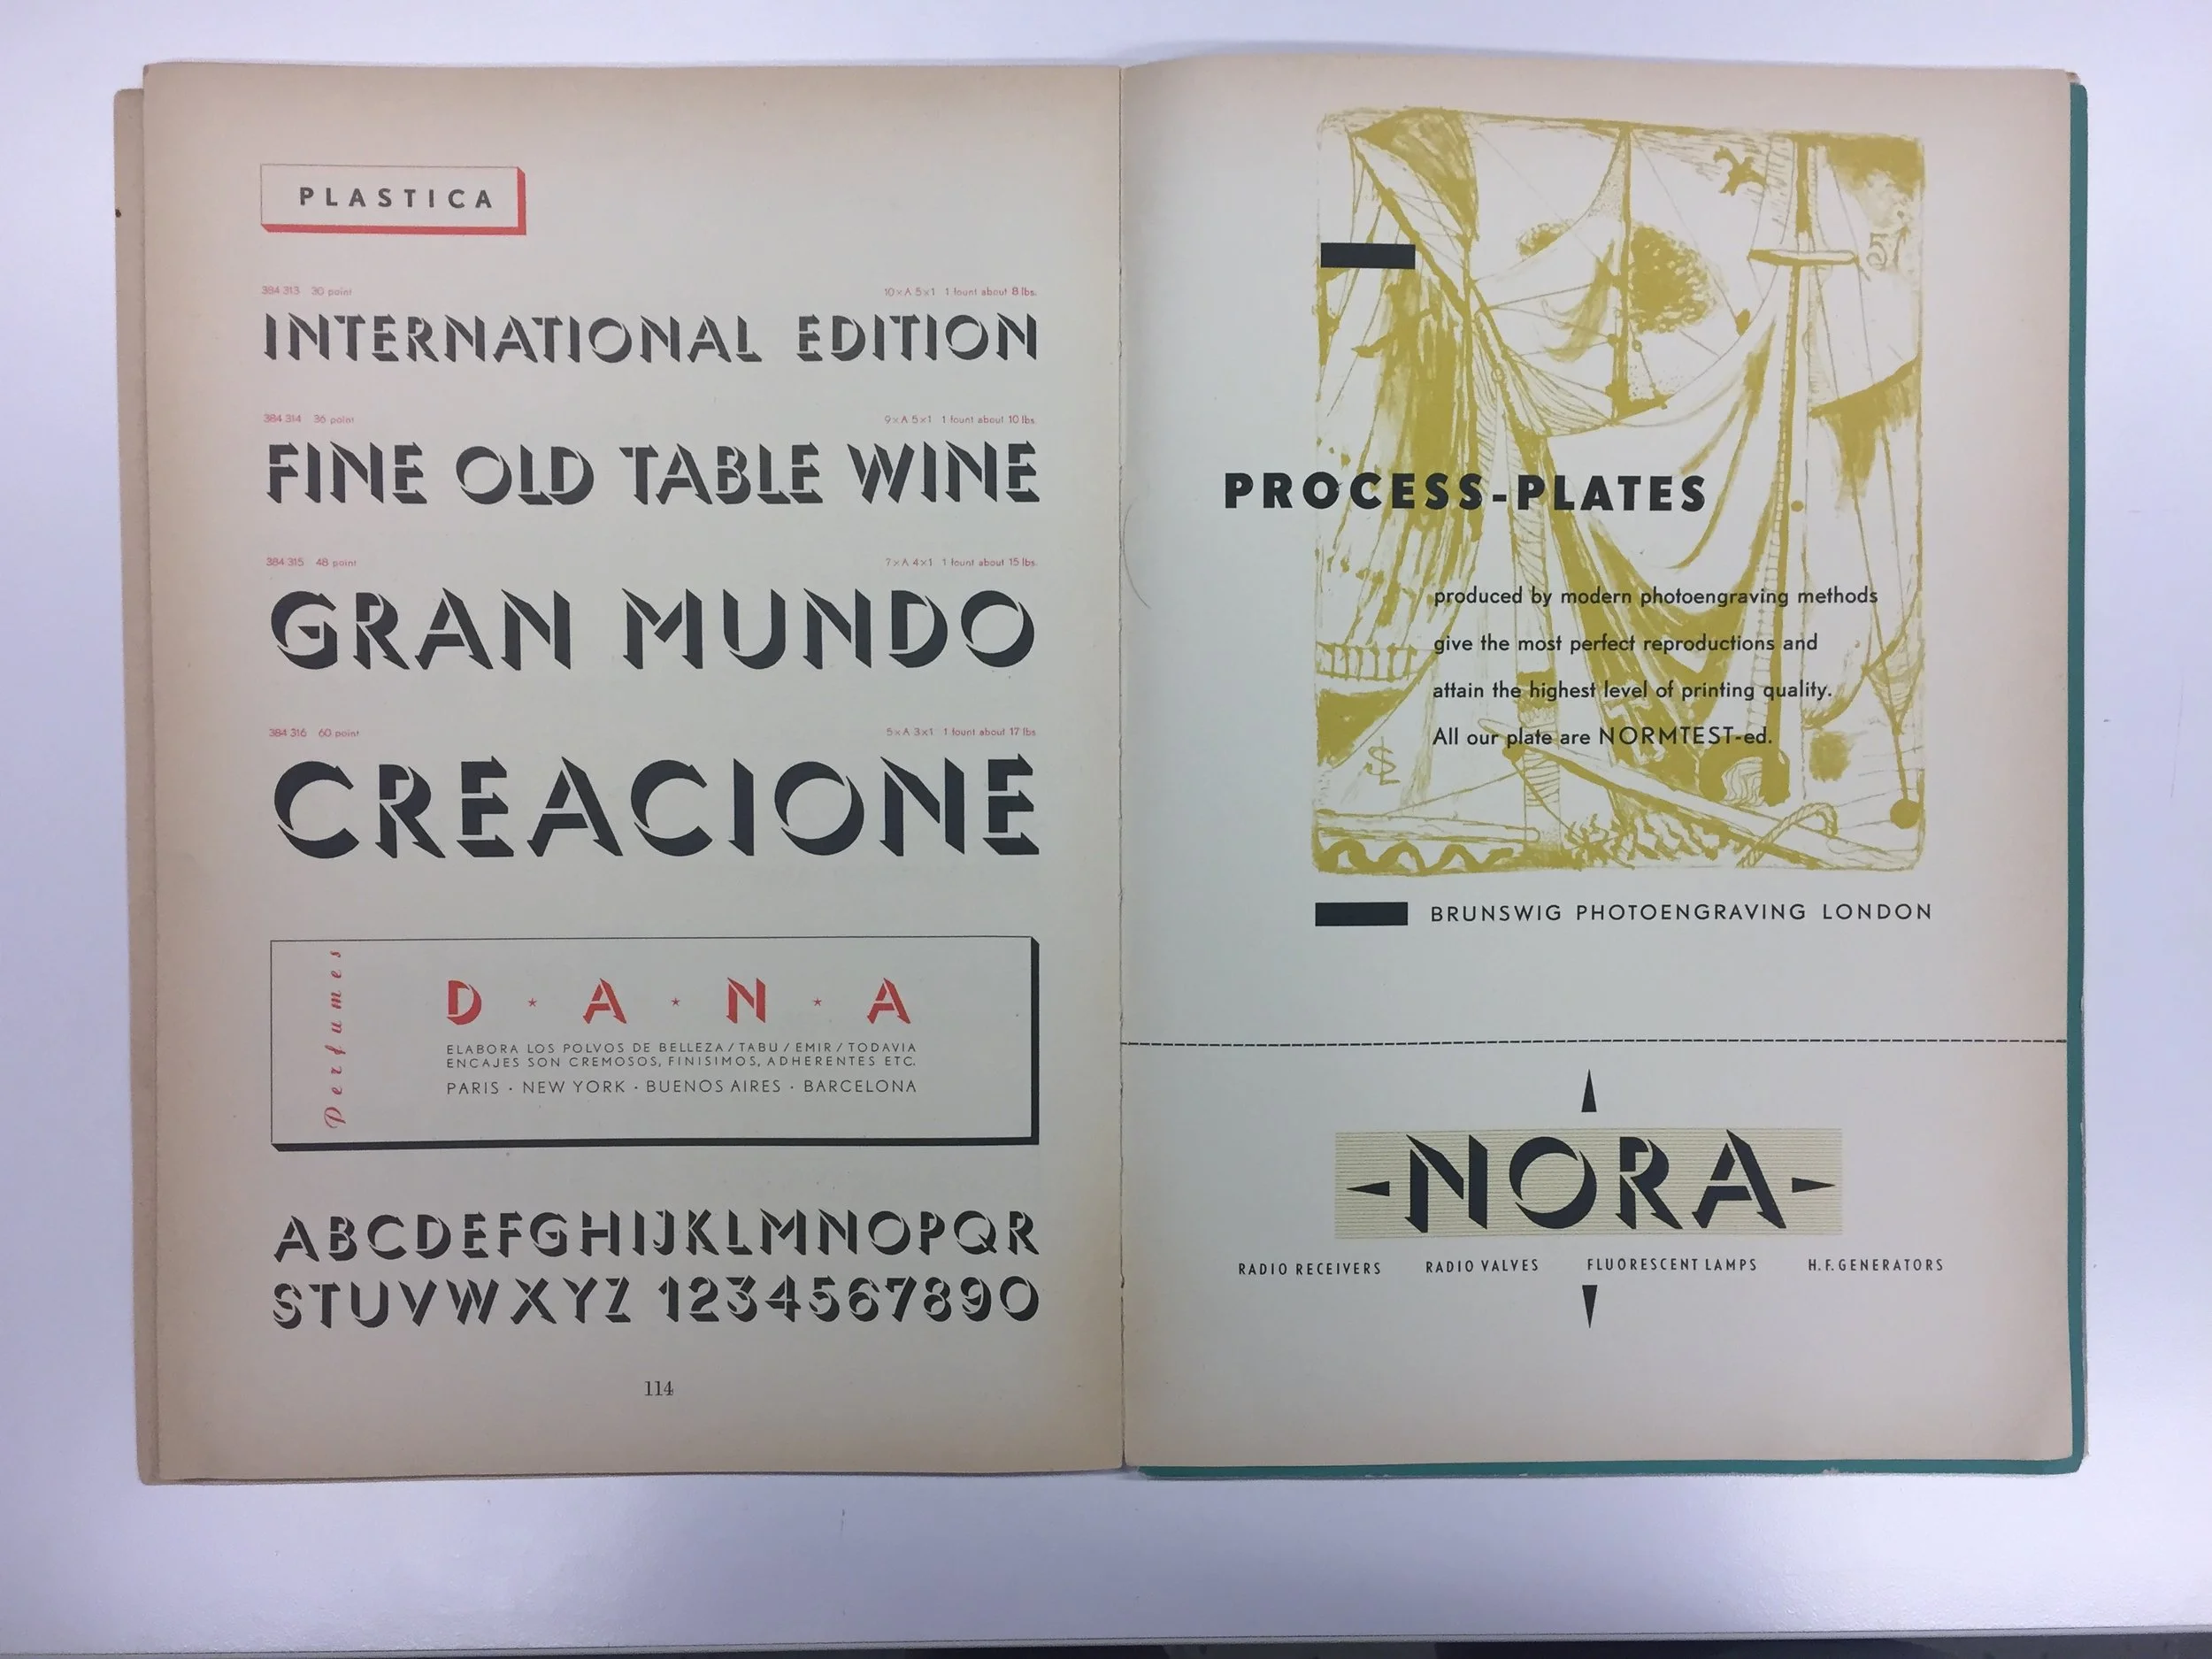 PLASTICA
384 313 30 point 10×A 5×1 1 fount about 8 lbs.
INTERNATIONAL EDITION
384 314 36 point 9×A 5×1 1 fount about 10 lbs.
FINE OLD TABLE WINE
384 315 48 point 7×A 4×1 1 fount about 15 lbs.
GRAN MUNDO
384 316 60 point 5×A 3×1 1 fount about 17 lbs.
CREACIONE
Perfumes
D ★ A ★ N ★ A
ELABORA LOS POLVOS DE BELLEZA / TABU / EMIR / TODAVIA
ENCAJES SON CREMOSOS, FINISIMOS, ADHERENTES ETC.
PARIS · NEW YORK · BUENOS AIRES · BARCELONA
ABCDEFGHIJKLMNOPQR
STUVWXYZ 1234567890
114
PROCESS-PLATES
produced by modern photoengraving methods
give the most perfect reproductions and
attain the highest level of printing quality.
All our plate are NORMTEST-ed.
BRUNSWIG PHOTOENGRAVING LONDON
NORA
RADIO RECEIVERS RADIO VALVES FLUORESCENT LAMPS H.F. GENERATORS